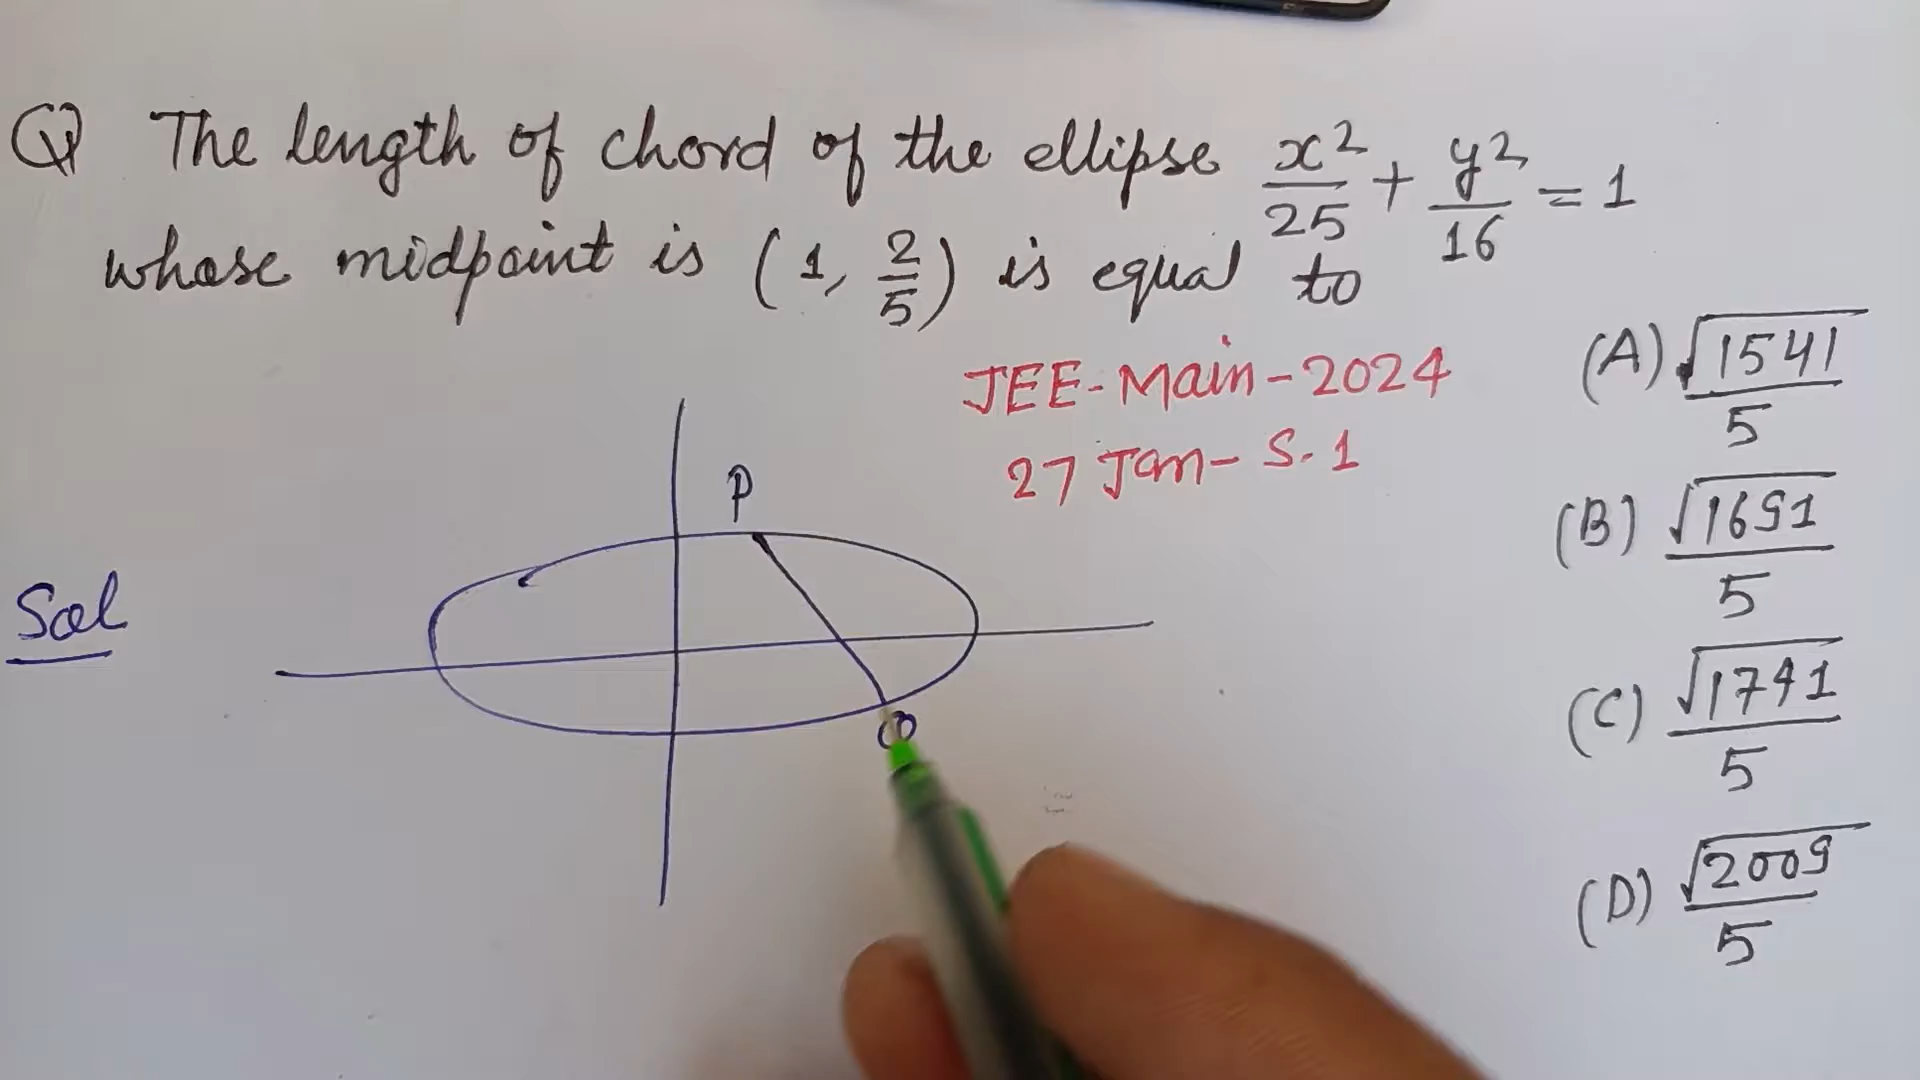 Q The length of chord of the ellipse x²/25 + y²/16 = 1
whose midpoint is (1, 2/5) is equal to
JEE-Main-2024
27 Jan- S. 1
(A) √1541/5
(B) √1691/5
(C) √1741/5
(D) √2009/5
Sol
P
Q